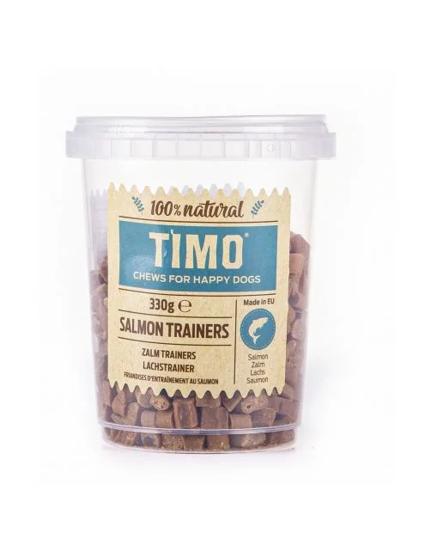 100% natural
TIMO®
CHEWS FOR HAPPY DOGS
330g ℮
SALMON TRAINERS
ZALM TRAINERS
LACHSTRAINER
FRIANDISES D'ENTRAÎNEMENT AU SAUMON
Made in EU
Salmon
Zalm
Lachs
Saumon